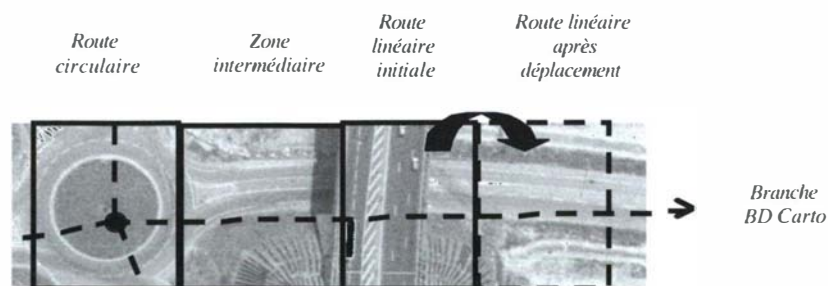 Route
circulaire
Zone
intermédiaire
Route
linéaire
initiale
Route linéaire
après
déplacement
Branche
BD Carto